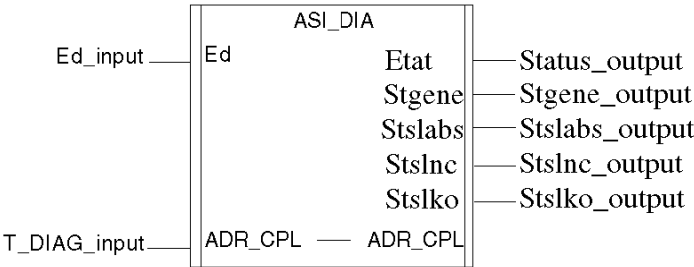 ASI_DIA
Ed_input Ed Etat Status_output
Stgene Stgene_output
Stslabs Stslabs_output
Stslnc Stslnc_output
Stslko Stslko_output
T_DIAG_input ADR_CPL ADR_CPL